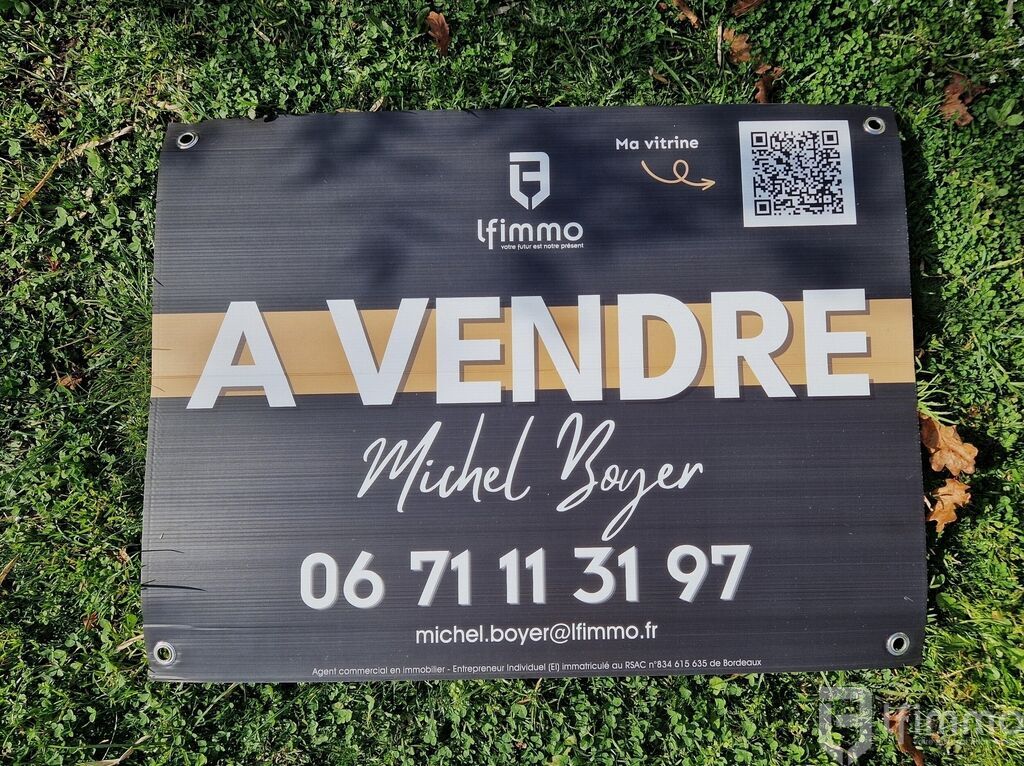 Ma vitrine
lfimmo
votre futur est notre présent
A VENDRE
Michel Boyer
06 71 11 31 97
michel.boyer@lfimmo.fr
Agent commercial en immobilier - Entrepreneur Individuel (EI) immatriculé au RSAC n°834 615 635 de Bordeaux
lfimmo